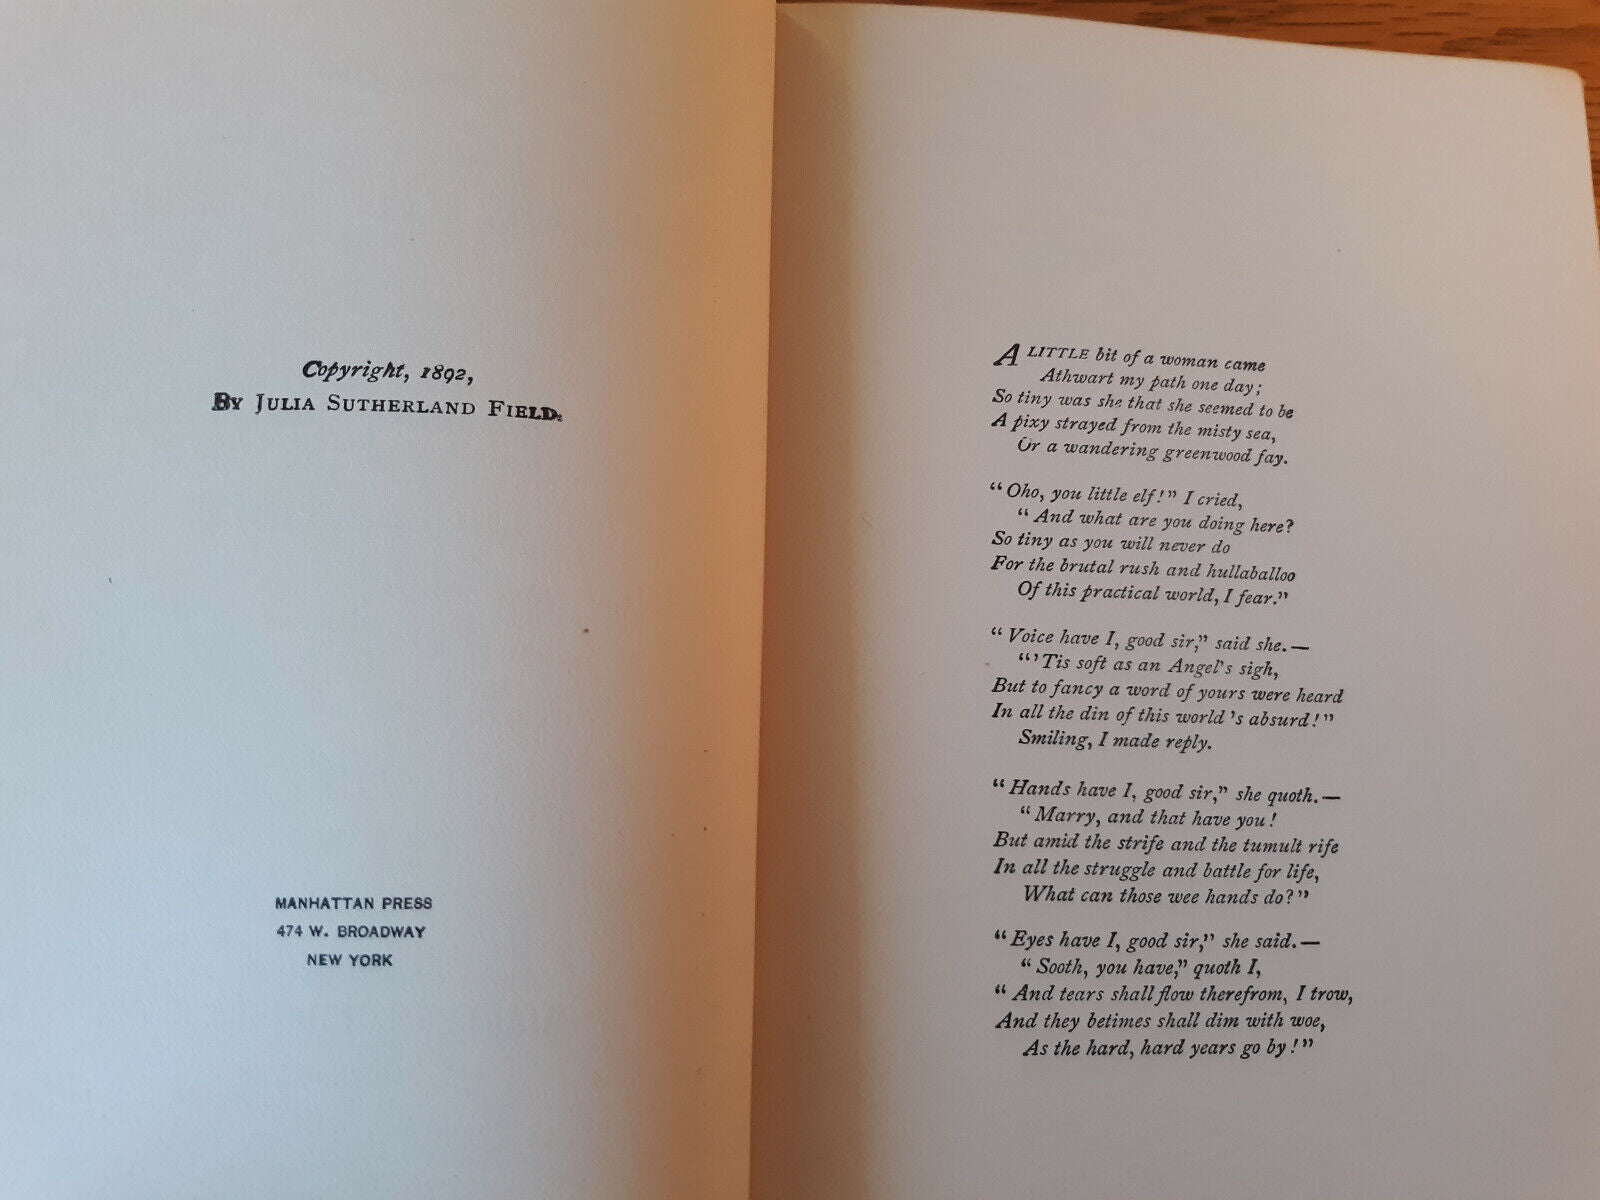 Copyright, 1892,
By Julia Sutherland Field.
MANHATTAN PRESS
474 W. BROADWAY
NEW YORK
A LITTLE bit of a woman came
Athwart my path one day;
So tiny was she that she seemed to be
A pixy strayed from the misty sea,
Or a wandering greenwood fay.
“Oho, you little elf!” I cried,
“And what are you doing here?
So tiny as you will never do
For the brutal rush and hullaballoo
Of this practical world, I fear.”
“Voice have I, good sir,” said she.—
“’Tis soft as an Angel’s sigh,
But to fancy a word of yours were heard
In all the din of this world’s absurd!”
Smiling, I made reply.
“Hands have I, good sir,” she quoth.—
“Marry, and that have you!
But amid the strife and the tumult rife
In all the struggle and battle for life,
What can those wee hands do?”
“Eyes have I, good sir,” she said.—
“Sooth, you have,” quoth I,
“And tears shall flow therefrom, I trow,
And they betimes shall dim with woe,
As the hard, hard years go by!”